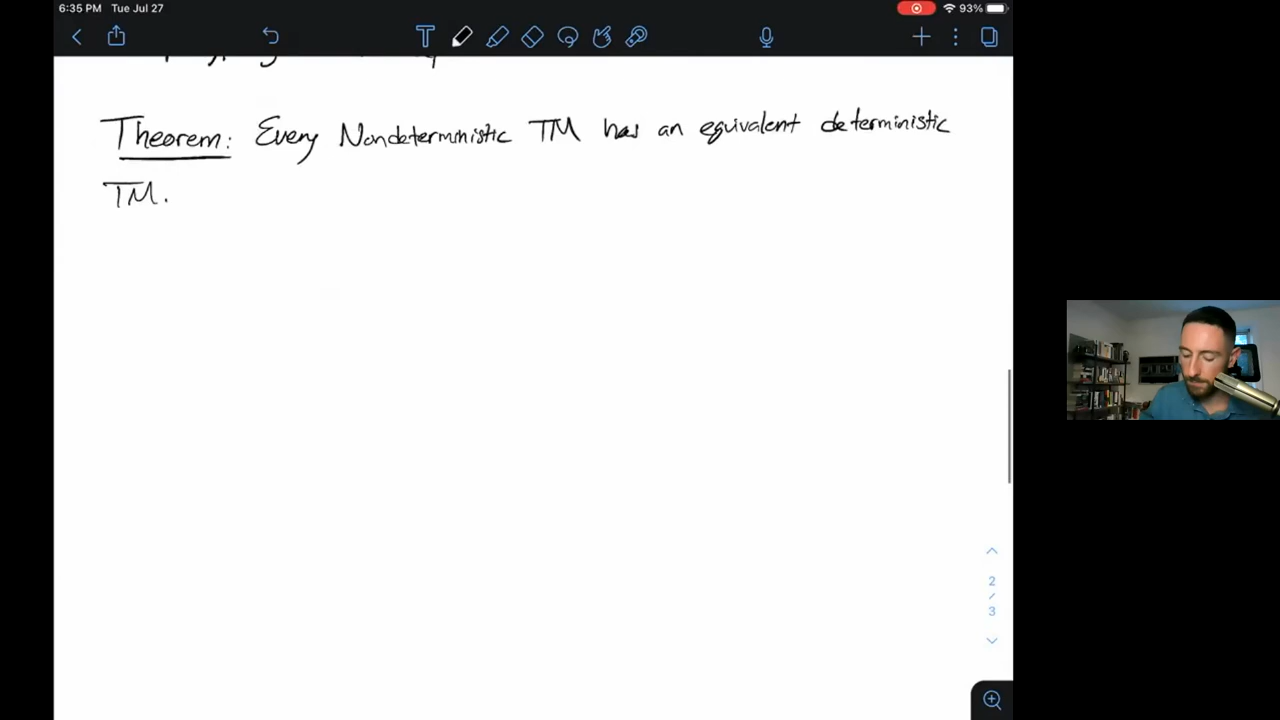 6:35 PM Tue Jul 27
93%
T
Theorem: Every Nondeterministic TM has an equivalent deterministic
TM.
2
/
3